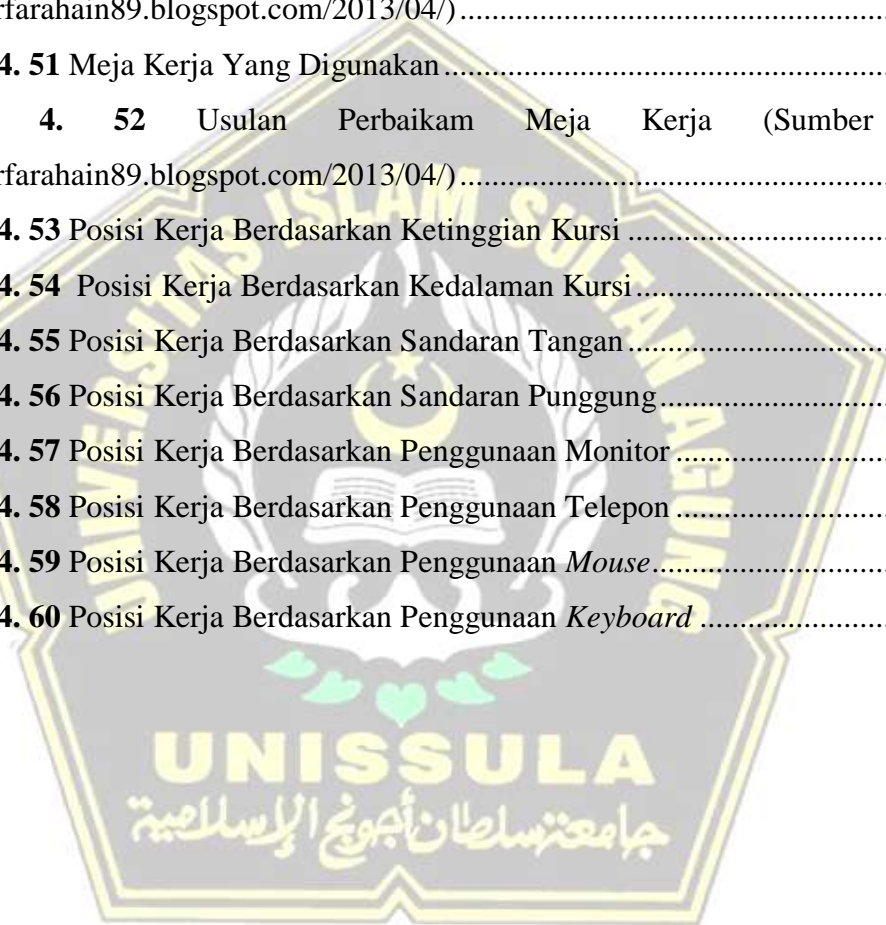 rfarahain89.blogspot.com/2013/04/)...............................................................
4. 51 Meja Kerja Yang Digunakan.................................................................
4. 52 Usulan Perbaikam Meja Kerja (Sumber
rfarahain89.blogspot.com/2013/04/)...............................................................
4. 53 Posisi Kerja Berdasarkan Ketinggian Kursi .....................................
4. 54 Posisi Kerja Berdasarkan Kedalaman Kursi.....................................
4. 55 Posisi Kerja Berdasarkan Sandaran Tangan.....................................
4. 56 Posisi Kerja Berdasarkan Sandaran Punggung.................................
4. 57 Posisi Kerja Berdasarkan Penggunaan Monitor ..............................
4. 58 Posisi Kerja Berdasarkan Penggunaan Telepon ..............................
4. 59 Posisi Kerja Berdasarkan Penggunaan Mouse..................................
4. 60 Posisi Kerja Berdasarkan Penggunaan Keyboard ...........................
UNIVERSITAS ISLAM SULTAN AGUNG
UNISSULA
جامعة سلطان أجونج الإسلامية